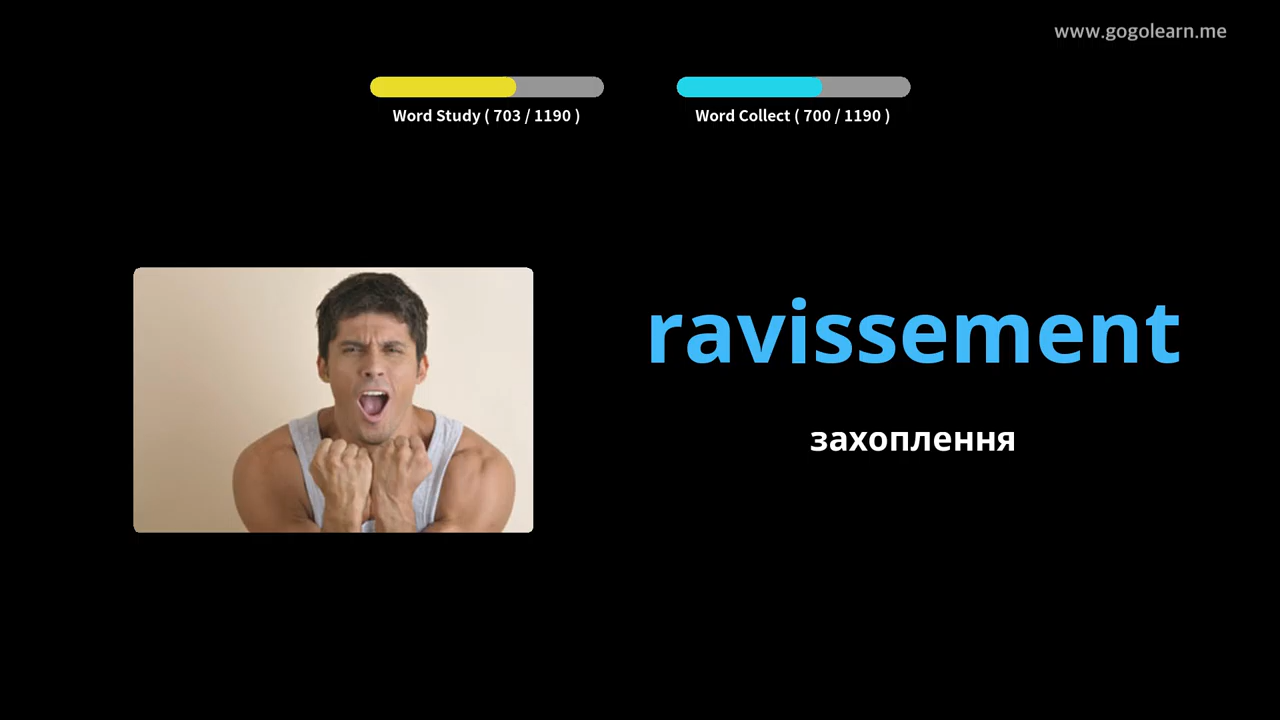 www.gogolearn.me
Word Study ( 703 / 1190 )
Word Collect ( 700 / 1190 )
ravissement
захоплення